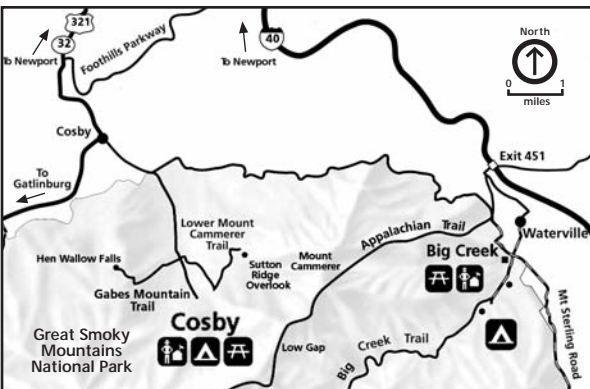 321
32
To Newport
Foothills Parkway
40
To Newport
North
0 1
miles
Cosby
Exit 451
To
Gatlinburg
Lower Mount
Cammerer
Trail
Appalachian Trail
Waterville
Hen Wallow Falls
Sutton
Ridge
Overlook
Mount
Cammerer
Big Creek
Gabes Mountain
Trail
Mt Sterling Road
Cosby
Great Smoky
Mountains
National Park
Low Gap
Big Creek Trail